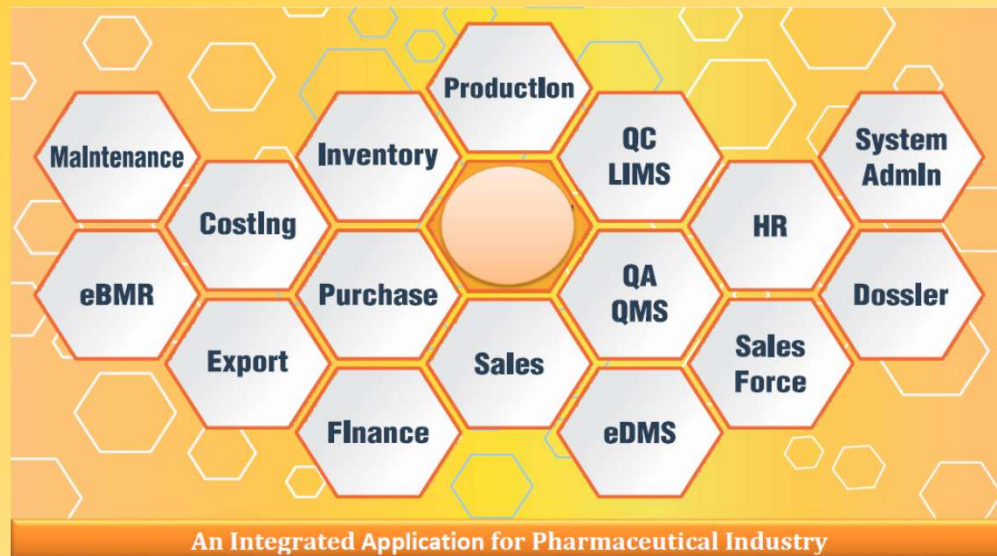 Production
Maintenance
Inventory
QC
LIMS
System
Admin
Costing
HR
eBMR
Purchase
QA
QMS
Dossier
Export
Sales
Sales
Force
Finance
eDMS
An Integrated Application for Pharmaceutical Industry